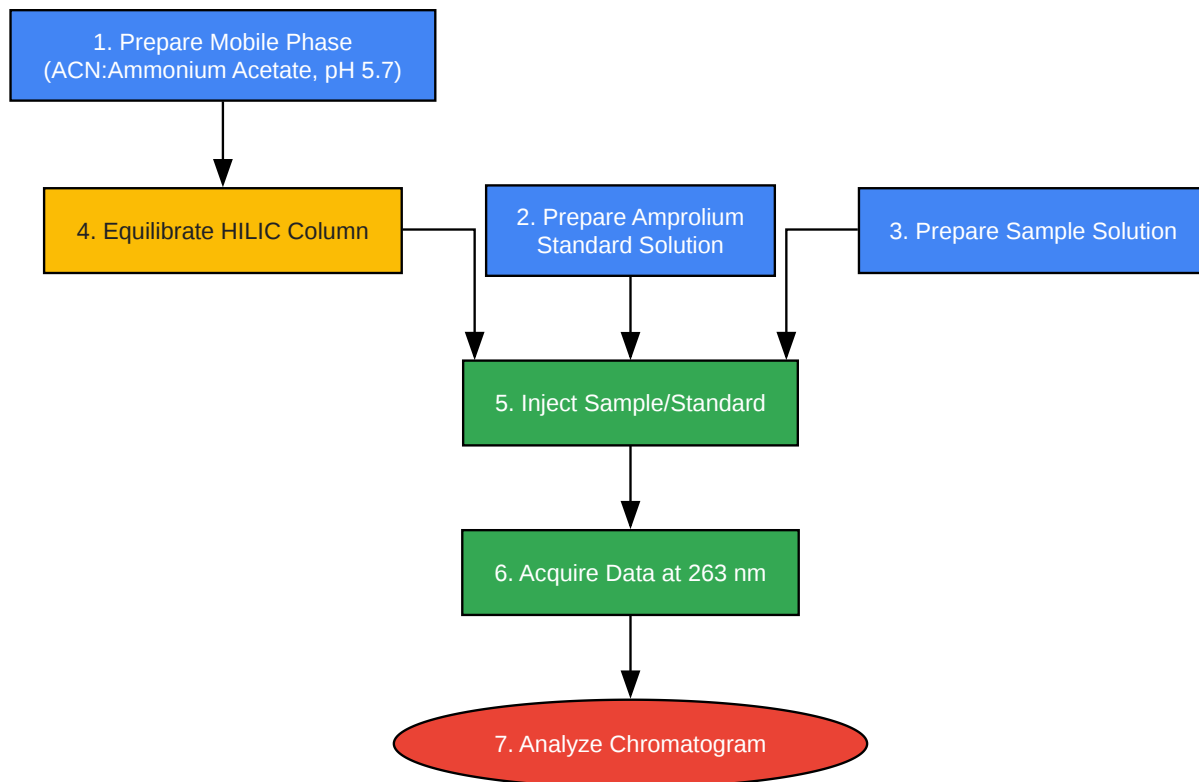 1. Prepare Mobile Phase
(ACN:Ammonium Acetate, pH 5.7)
4. Equilibrate HILIC Column
2. Prepare Amprolium
Standard Solution
3. Prepare Sample Solution
5. Inject Sample/Standard
6. Acquire Data at 263 nm
7. Analyze Chromatogram